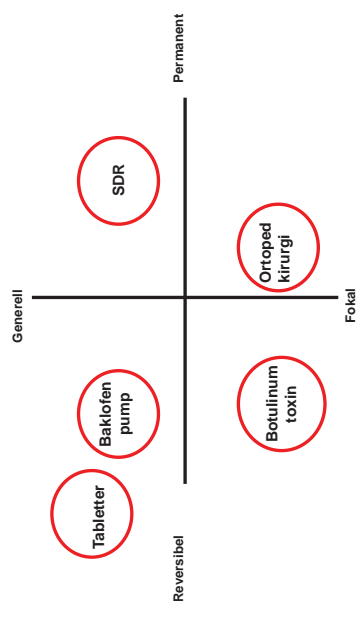 Generell
Tabletter
Baklofen
pump
SDR
Reversibel
Permanent
Botulinum
toxin
Ortoped
kirurgi
Fokal